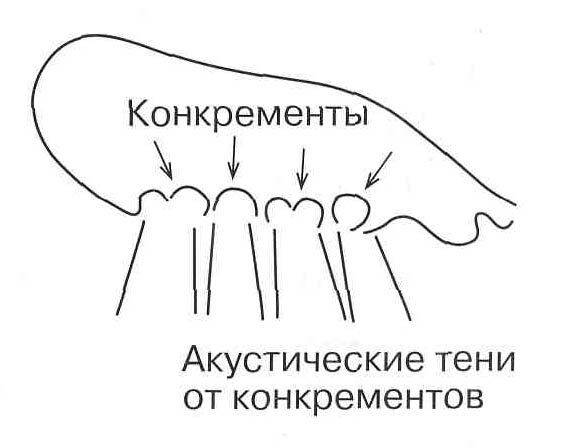 Конкременты
Акустические тени
от конкрементов